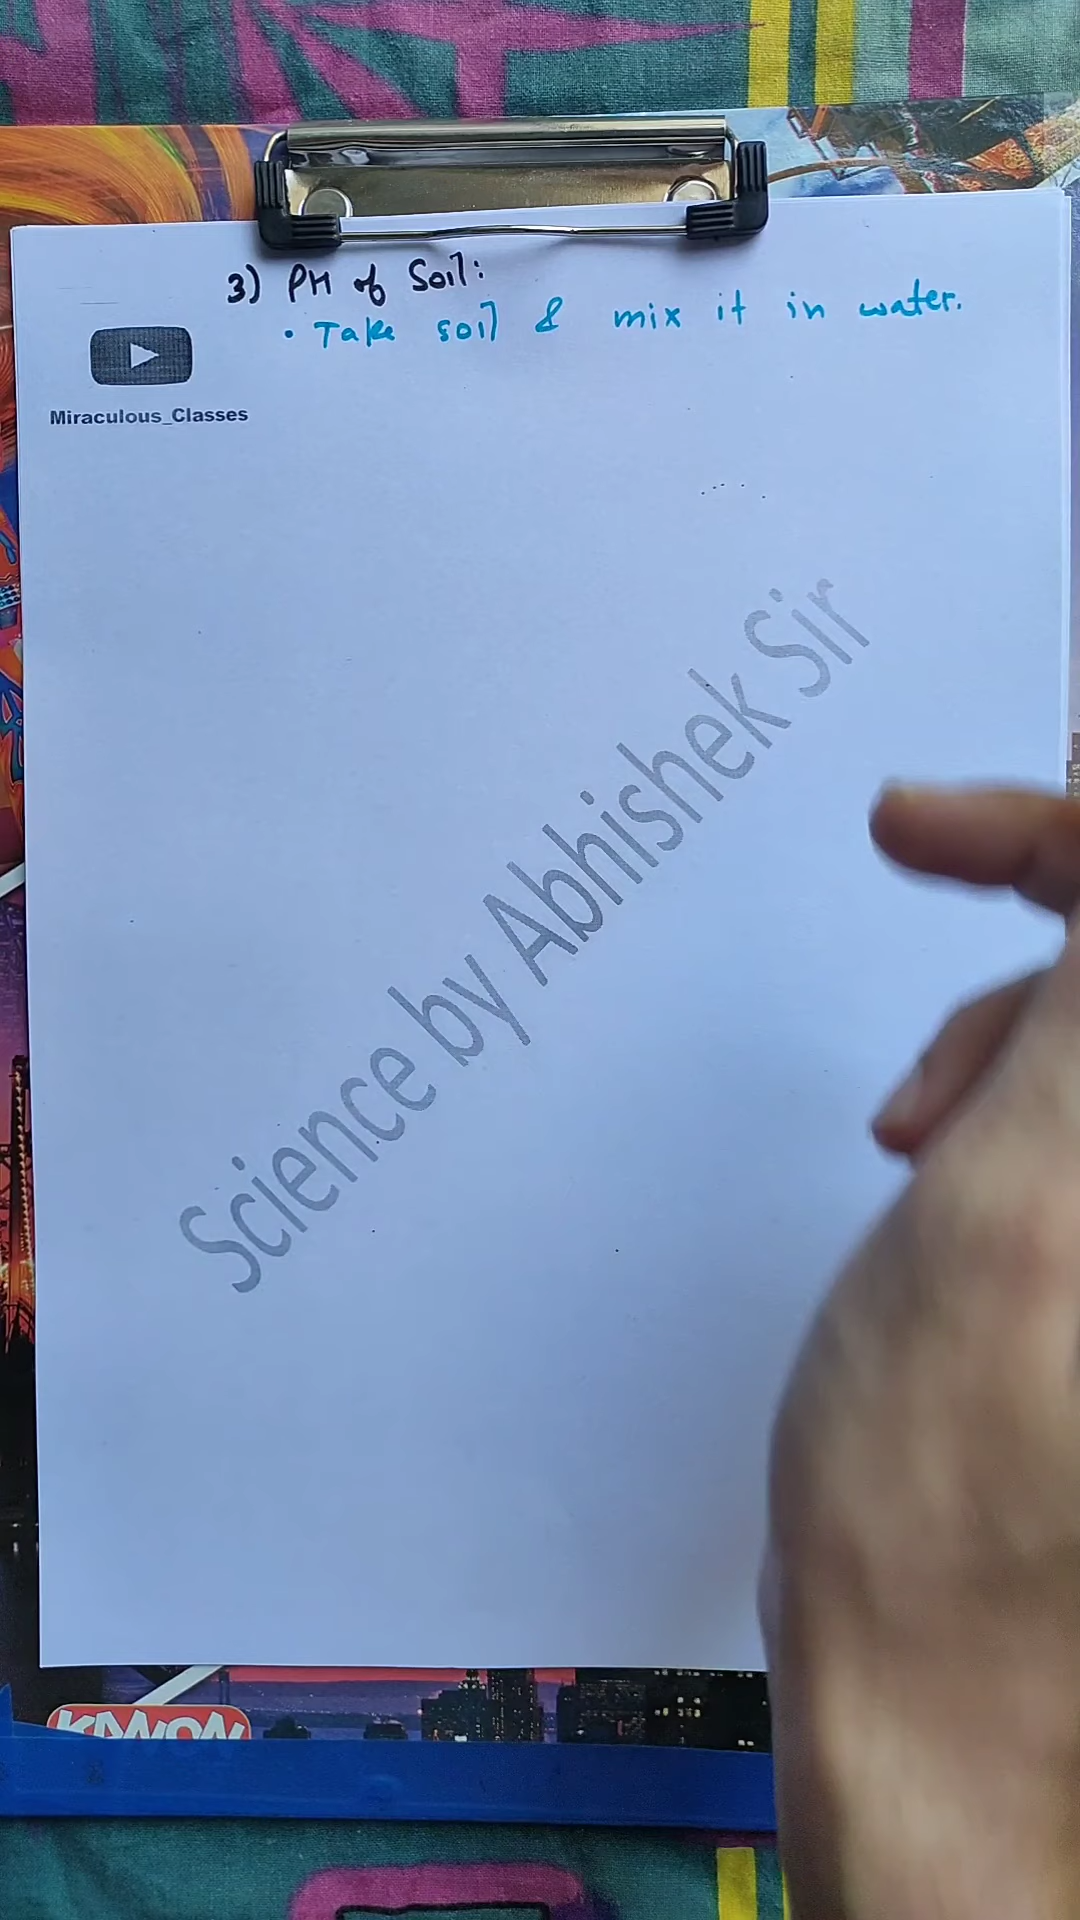 3) PH of Soil:
• Take soil & mix it in water.
Miraculous_Classes
Science by Abhishek Sir